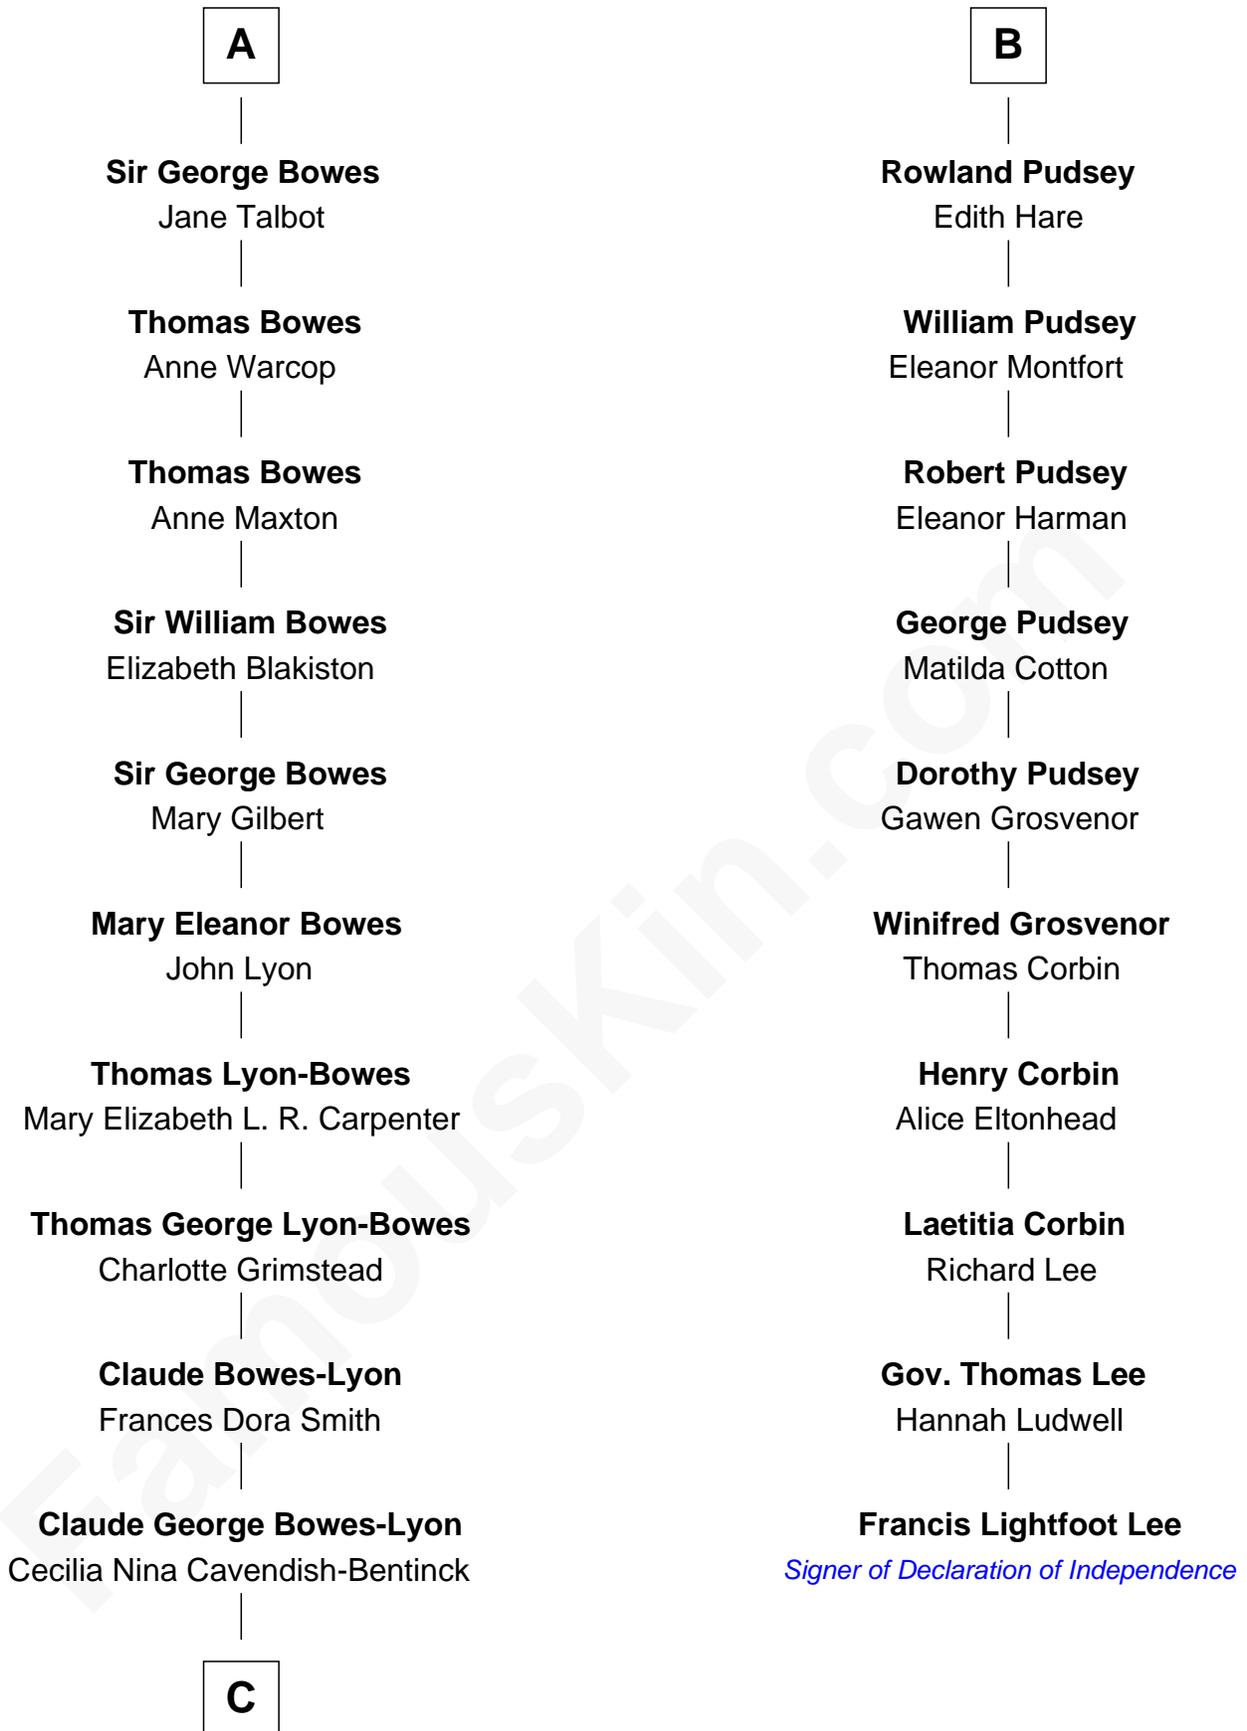 A
Sir George Bowes
Jane Talbot
Thomas Bowes
Anne Warcop
Thomas Bowes
Anne Maxton
Sir William Bowes
Elizabeth Blakiston
Sir George Bowes
Mary Gilbert
Mary Eleanor Bowes
John Lyon
Thomas Lyon-Bowes
Mary Elizabeth L. R. Carpenter
Thomas George Lyon-Bowes
Charlotte Grimstead
Claude Bowes-Lyon
Frances Dora Smith
Claude George Bowes-Lyon
Cecilia Nina Cavendish-Bentinck
C
B
Rowland Pudsey
Edith Hare
William Pudsey
Eleanor Montfort
Robert Pudsey
Eleanor Harman
George Pudsey
Matilda Cotton
Dorothy Pudsey
Gawen Grosvenor
Winifred Grosvenor
Thomas Corbin
Henry Corbin
Alice Eltonhead
Laetitia Corbin
Richard Lee
Gov. Thomas Lee
Hannah Ludwell
Francis Lightfoot Lee
Signer of Declaration of Independence
FamousKin.com